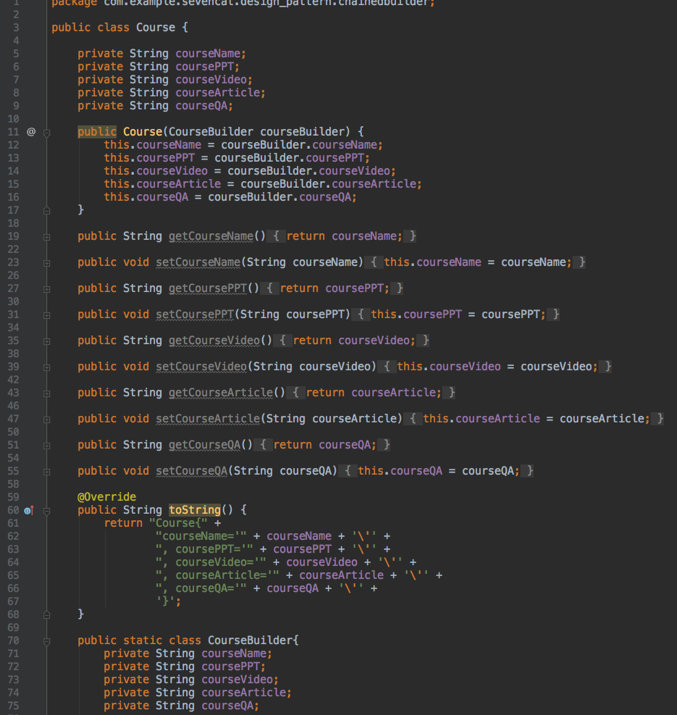 1 package com.example.sevencat.design_pattern.chainedbuilder;
2
3 public class Course {
4
5 private String courseName;
6 private String coursePPT;
7 private String courseVideo;
8 private String courseArticle;
9 private String courseQA;
10
11 @ public Course(CourseBuilder courseBuilder) {
12 this.courseName = courseBuilder.courseName;
13 this.coursePPT = courseBuilder.coursePPT;
14 this.courseVideo = courseBuilder.courseVideo;
15 this.courseArticle = courseBuilder.courseArticle;
16 this.courseQA = courseBuilder.courseQA;
17 }
18
19 public String getCourseName() { return courseName; }
22
23 public void setCourseName(String courseName) { this.courseName = courseName; }
26
27 public String getCoursePPT() { return coursePPT; }
30
31 public void setCoursePPT(String coursePPT) { this.coursePPT = coursePPT; }
34
35 public String getCourseVideo() { return courseVideo; }
38
39 public void setCourseVideo(String courseVideo) { this.courseVideo = courseVideo; }
42
43 public String getCourseArticle() { return courseArticle; }
46
47 public void setCourseArticle(String courseArticle) { this.courseArticle = courseArticle; }
50
51 public String getCourseQA() { return courseQA; }
54
55 public void setCourseQA(String courseQA) { this.courseQA = courseQA; }
58
59 @Override
60 public String toString() {
61 return "Course{" +
62 "courseName='" + courseName + '\'' +
63 ", coursePPT='" + coursePPT + '\'' +
64 ", courseVideo='" + courseVideo + '\'' +
65 ", courseArticle='" + courseArticle + '\'' +
66 ", courseQA='" + courseQA + '\'' +
67 '}';
68 }
69
70 public static class CourseBuilder{
71 private String courseName;
72 private String coursePPT;
73 private String courseVideo;
74 private String courseArticle;
75 private String courseQA;